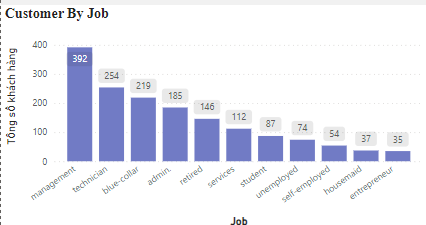 Customer By Job
Tổng số khách hàng
400
300
200
100
0
392
254
219
185
146
112
87
74
54
37
35
management
technician
blue-collar
admin.
retired
services
student
unemployed
self-employed
housemaid
entrepreneur
Job